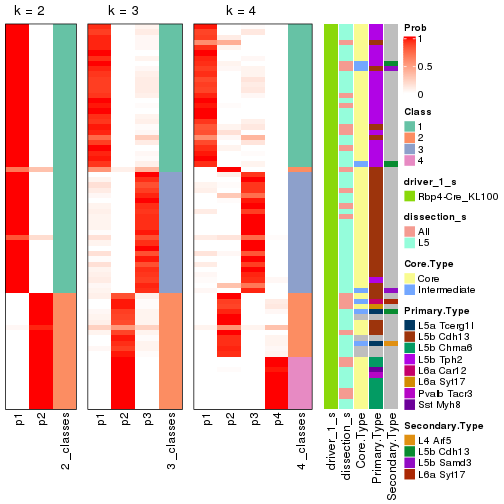 k = 2
k = 3
k = 4
p1
p2
2_classes
p1
p2
p3
3_classes
p1
p2
p3
p4
4_classes
driver_1_s
dissection_s
Core.Type
Primary.Type
Secondary.Type
Prob
1
0.5
0
Class
1
2
3
4
driver_1_s
Rbp4-Cre_KL100
dissection_s
All
L5
Core.Type
Core
Intermediate
Primary.Type
L5a Tcerg1l
L5b Cdh13
L5b Chrna6
L5b Tph2
L6a Car12
L6a Syt17
Pvalb Tacr3
Sst Myh8
Secondary.Type
L4 Arf5
L5b Cdh13
L5b Samd3
L6a Syt17